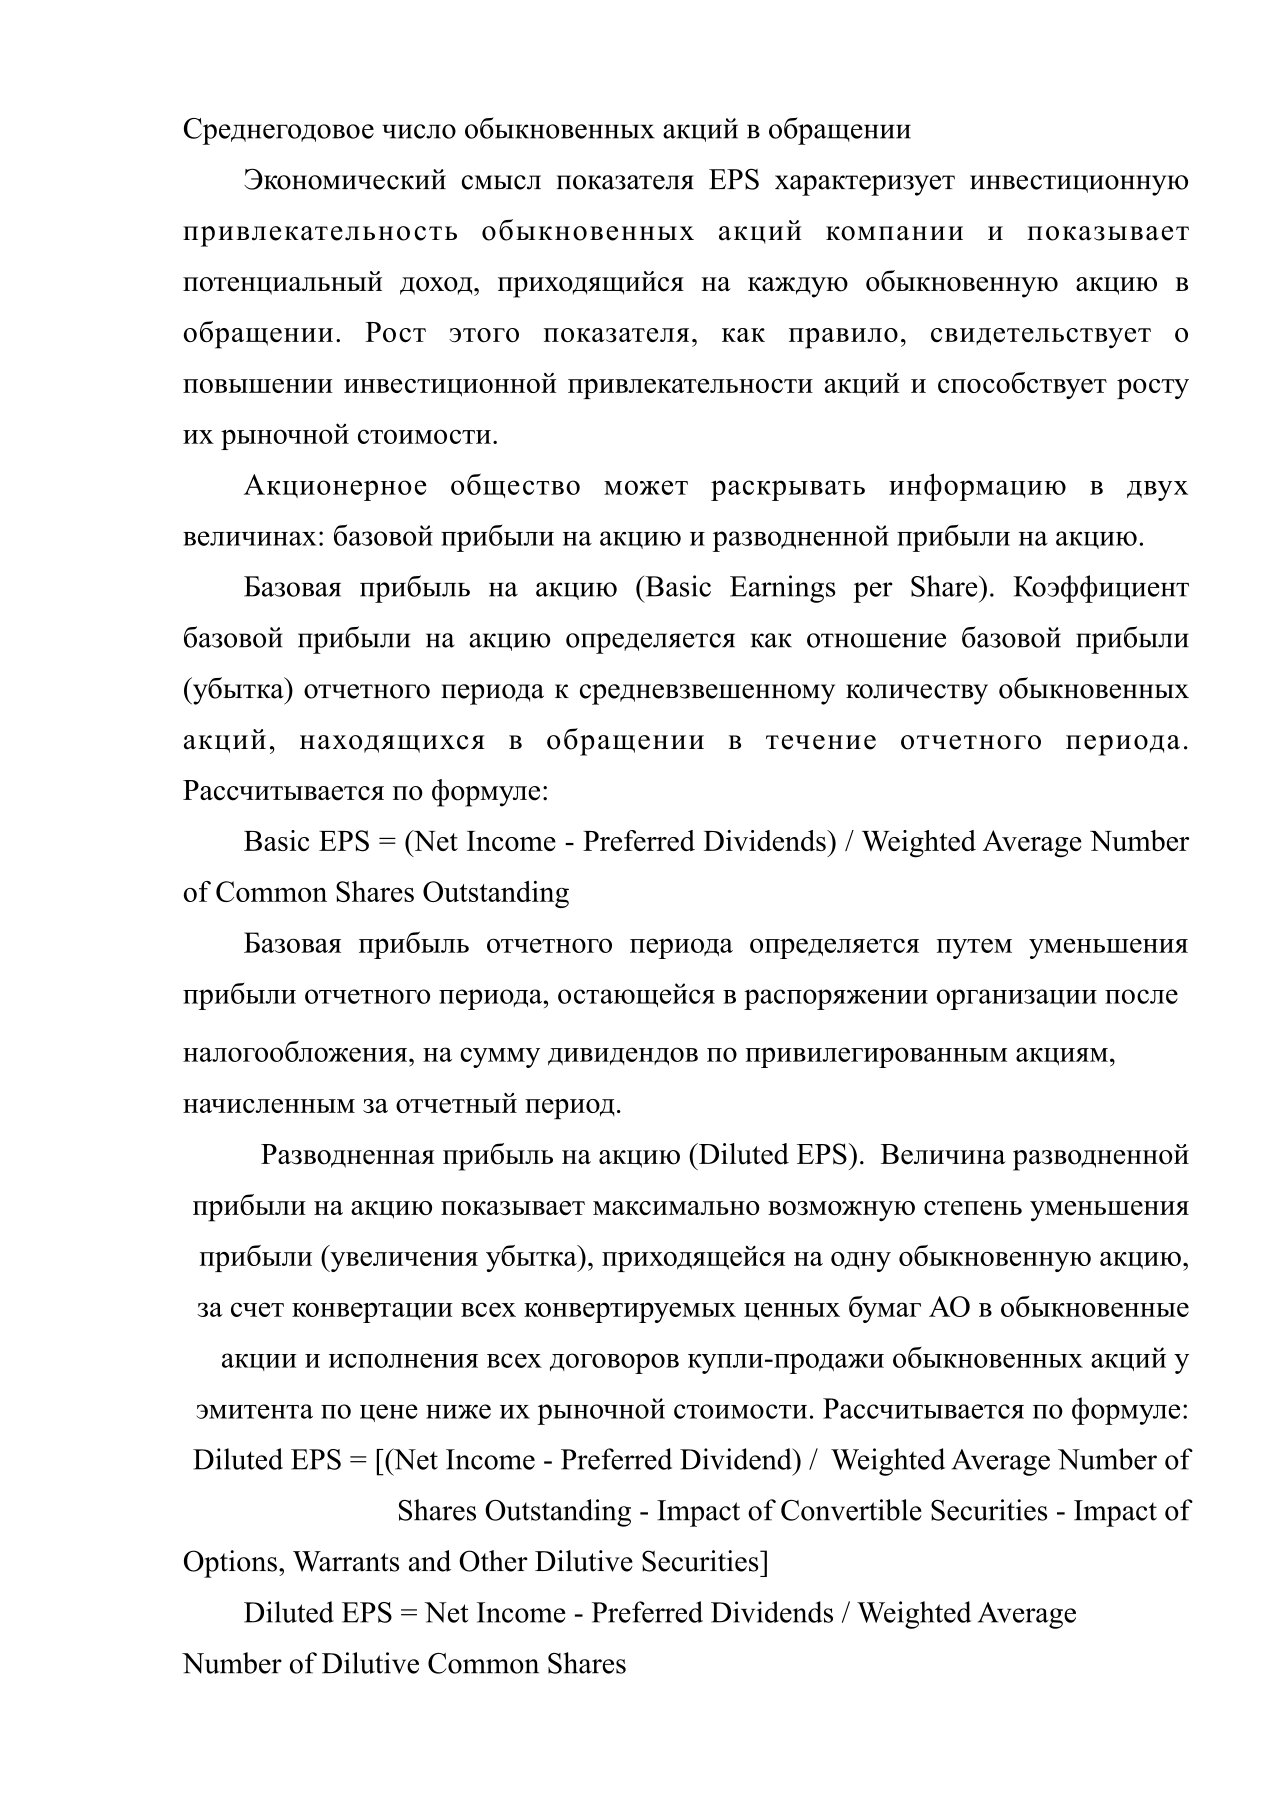 Среднегодовое число обыкновенных акций в обращении
Экономический смысл показателя EPS характеризует инвестиционную
привлекательность обыкновенных акций компании и показывает
потенциальный доход, приходящийся на каждую обыкновенную акцию в
обращении. Рост этого показателя, как правило, свидетельствует о
повышении инвестиционной привлекательности акций и способствует росту
их рыночной стоимости.
Акционерное общество может раскрывать информацию в двух
величинах: базовой прибыли на акцию и разводненной прибыли на акцию.
Базовая прибыль на акцию (Basic Earnings per Share). Коэффициент
базовой прибыли на акцию определяется как отношение базовой прибыли
(убытка) отчетного периода к средневзвешенному количеству обыкновенных
акций, находящихся в обращении в течение отчетного периода.
Рассчитывается по формуле:
Basic EPS = (Net Income - Preferred Dividends) / Weighted Average Number
of Common Shares Outstanding
Базовая прибыль отчетного периода определяется путем уменьшения
прибыли отчетного периода, остающейся в распоряжении организации после
налогообложения, на сумму дивидендов по привилегированным акциям,
начисленным за отчетный период.
Разводненная прибыль на акцию (Diluted EPS).  Величина разводненной
прибыли на акцию показывает максимально возможную степень уменьшения
прибыли (увеличения убытка), приходящейся на одну обыкновенную акцию,
за счет конвертации всех конвертируемых ценных бумаг АО в обыкновенные
акции и исполнения всех договоров купли-продажи обыкновенных акций у
эмитента по цене ниже их рыночной стоимости. Рассчитывается по формуле:
Diluted EPS = [(Net Income - Preferred Dividend) /  Weighted Average Number of
Shares Outstanding - Impact of Convertible Securities - Impact of
Options, Warrants and Other Dilutive Securities]
Diluted EPS = Net Income - Preferred Dividends / Weighted Average
Number of Dilutive Common Shares